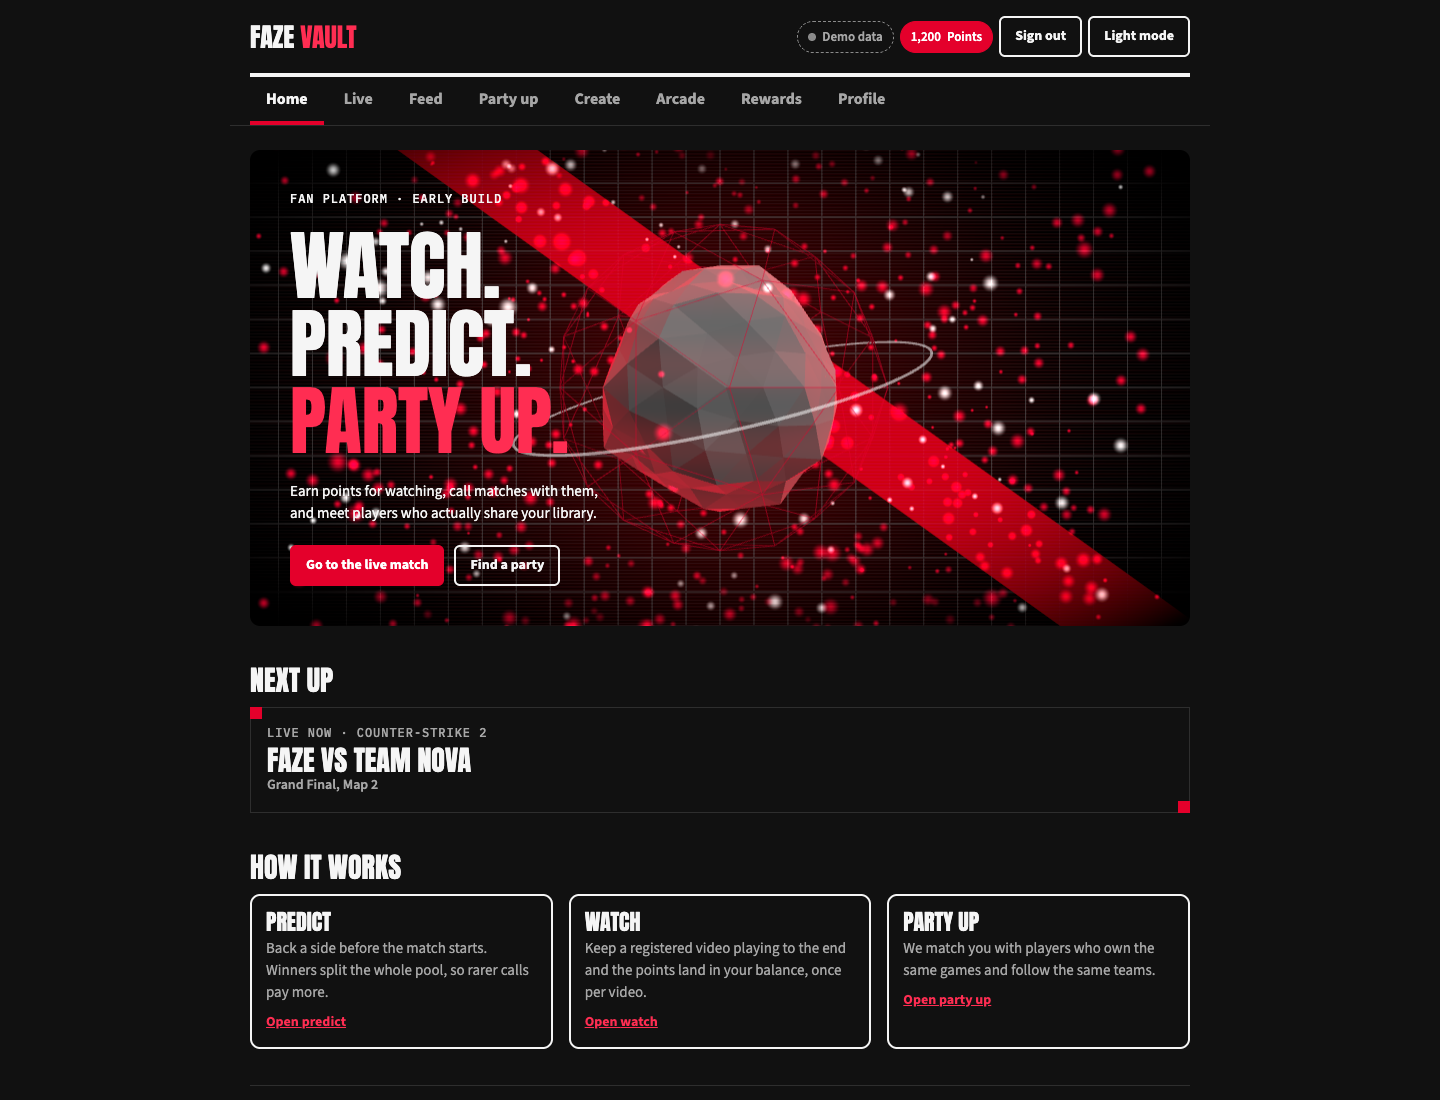 FAZE VAULT
Demo data
1,200 Points
Sign out
Light mode
Home
Live
Feed
Party up
Create
Arcade
Rewards
Profile
FAN PLATFORM · EARLY BUILD
WATCH.
PREDICT.
PARTY UP.
Earn points for watching, call matches with them,
and meet players who actually share your library.
Go to the live match
Find a party
NEXT UP
LIVE NOW · COUNTER-STRIKE 2
FAZE VS TEAM NOVA
Grand Final, Map 2
HOW IT WORKS
PREDICT
Back a side before the match starts.
Winners split the whole pool, so rarer calls
pay more.
Open predict
WATCH
Keep a registered video playing to the end
and the points land in your balance, once
per video.
Open watch
PARTY UP
We match you with players who own the
same games and follow the same teams.
Open party up